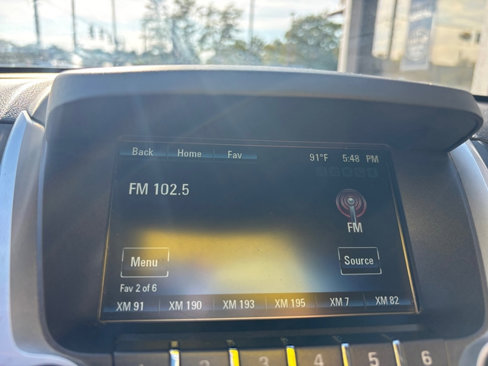 Back Home Fav 91°F 5:48 PM
FM 102.5
FM
Menu Source
Fav 2 of 6
XM 91 XM 190 XM 193 XM 195 XM 7 XM 82
1 2 3 4 5 6